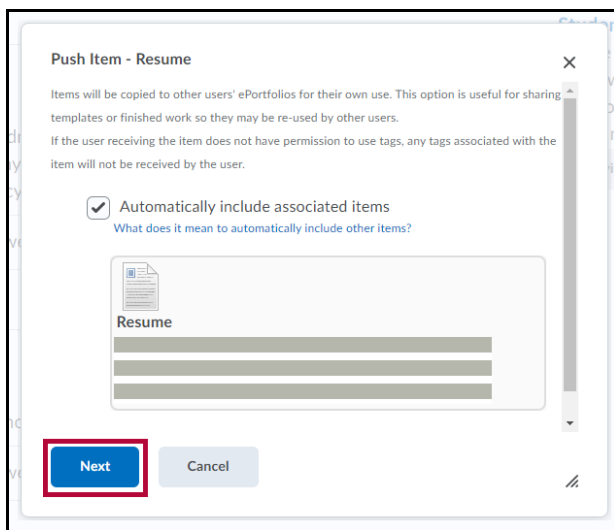 Push Item - Resume
Items will be copied to other users' ePortfolios for their own use. This option is useful for sharing
templates or finished work so they may be re-used by other users.
If the user receiving the item does not have permission to use tags, any tags associated with the
item will not be received by the user.
Automatically include associated items
What does it mean to automatically include other items?
Resume
Next
Cancel